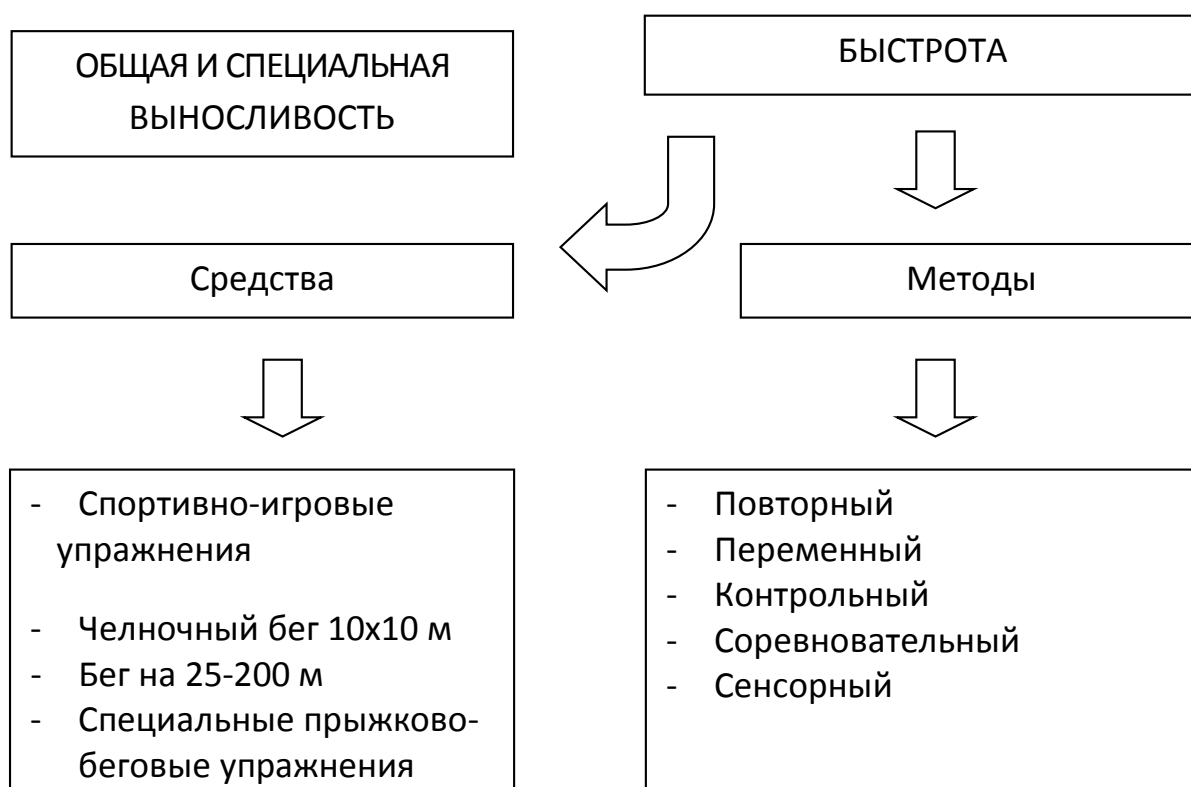 ОБЩАЯ И СПЕЦИАЛЬНАЯ
ВЫНОСЛИВОСТЬ
БЫСТРОТА
Средства
Методы
- Спортивно-игровые
упражнения
- Челночный бег 10х10 м
- Бег на 25-200 м
- Специальные прыжково-
беговые упражнения
- Повторный
- Переменный
- Контрольный
- Соревновательный
- Сенсорный